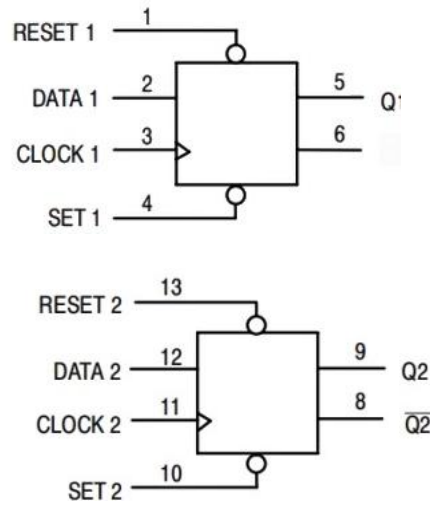 RESET 1 1
DATA 1 2 5 Q1
CLOCK 1 3 6
SET 1 4
RESET 2 13
DATA 2 12 9 Q2
CLOCK 2 11 8 Q̅2̅
SET 2 10